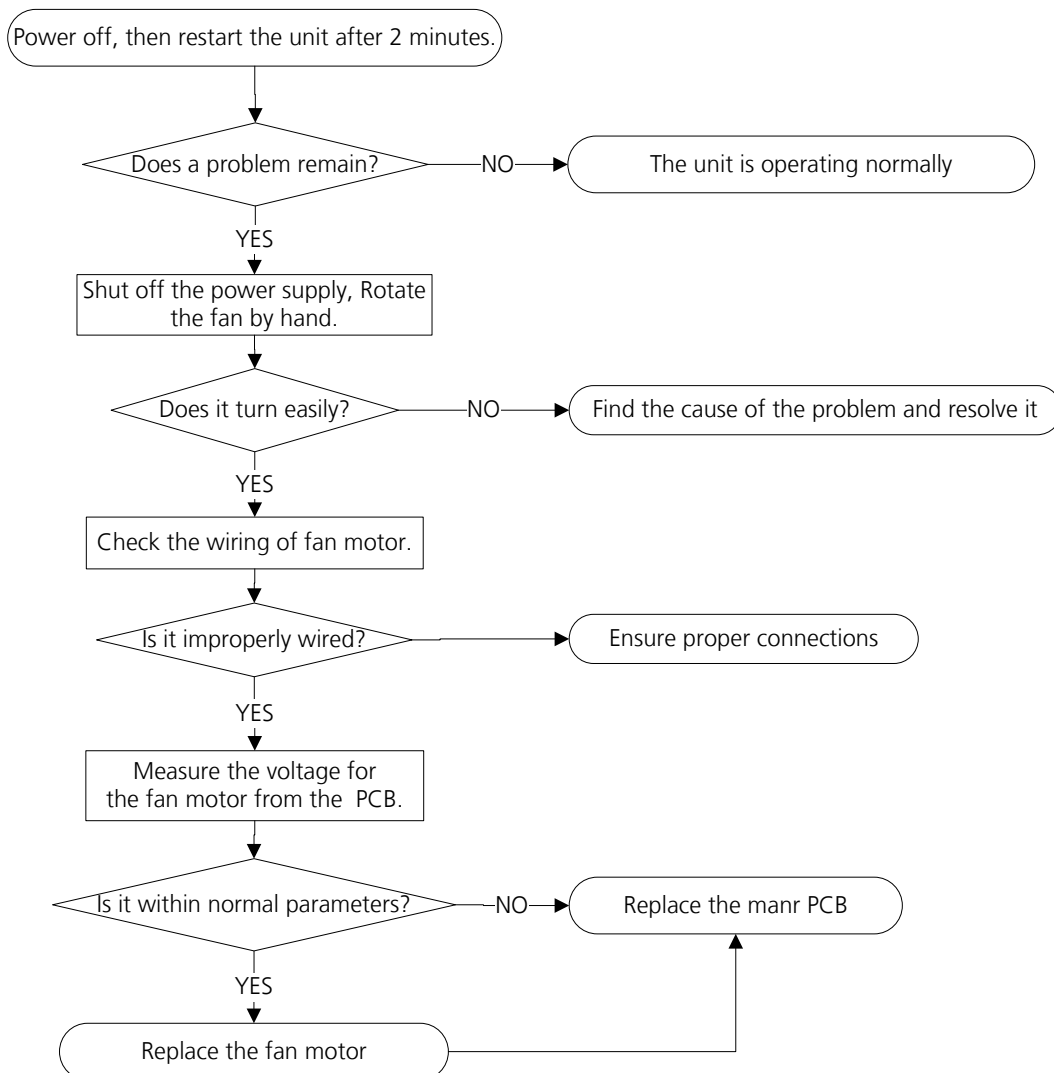 Power off, then restart the unit after 2 minutes.
Does a problem remain?
NO
The unit is operating normally
YES
Shut off the power supply, Rotate
the fan by hand.
Does it turn easily?
NO
Find the cause of the problem and resolve it
YES
Check the wiring of fan motor.
Is it improperly wired?
Ensure proper connections
YES
Measure the voltage for
the fan motor from the PCB.
Is it within normal parameters?
NO
Replace the manr PCB
YES
Replace the fan motor